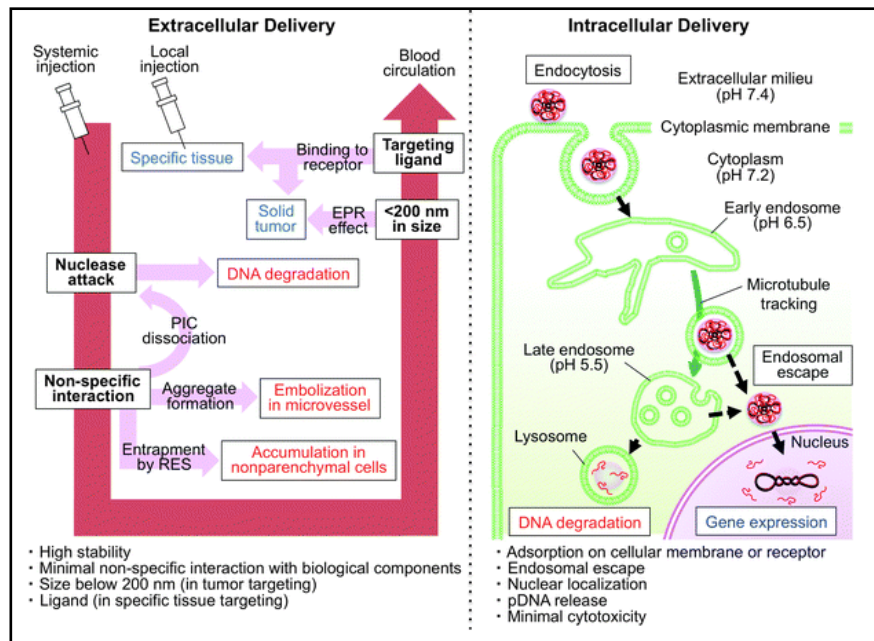 Extracellular Delivery
Systemic
injection
Local
injection
Blood
circulation
Specific tissue
Binding to
receptor
Targeting
ligand
Solid
tumor
EPR
effect
<200 nm
in size
Nuclease
attack
DNA degradation
PIC
dissociation
Non-specific
interaction
Aggregate
formation
Embolization
in microvessel
Entrapment
by RES
Accumulation in
nonparenchymal cells
・High stability
・Minimal non-specific interaction with biological components
・Size below 200 nm (in tumor targeting)
・Ligand (in specific tissue targeting)
Intracellular Delivery
Endocytosis
Extracellular milieu
(pH 7.4)
Cytoplasmic membrane
Cytoplasm
(pH 7.2)
Early endosome
(pH 6.5)
Microtubule
tracking
Late endosome
(pH 5.5)
Endosomal
escape
Lysosome
Nucleus
DNA degradation
Gene expression
・Adsorption on cellular membrane or receptor
・Endosomal escape
・Nuclear localization
・pDNA release
・Minimal cytotoxicity